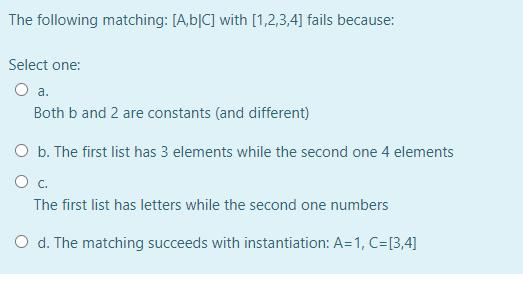 The following matching: [A,b|C] with [1,2,3,4] fails because:
Select one:
a.
Both b and 2 are constants (and different)
b. The first list has 3 elements while the second one 4 elements
c.
The first list has letters while the second one numbers
d. The matching succeeds with instantiation: A=1, C=[3,4]